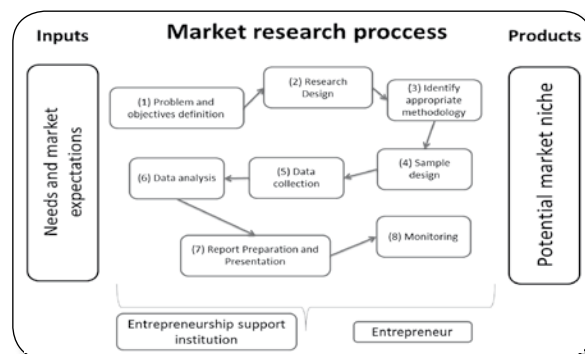 Inputs
Market research proccess
Products
Needs and market
expectations
(1) Problem and
objectives definition
(2) Research
Design
(3) Identify
appropriate
methodology
(4) Sample
design
(5) Data
collection
(6) Data analysis
(7) Report Preparation and
Presentation
(8) Monitoring
Potential market niche
Entrepreneurship support
institution
Entrepreneur